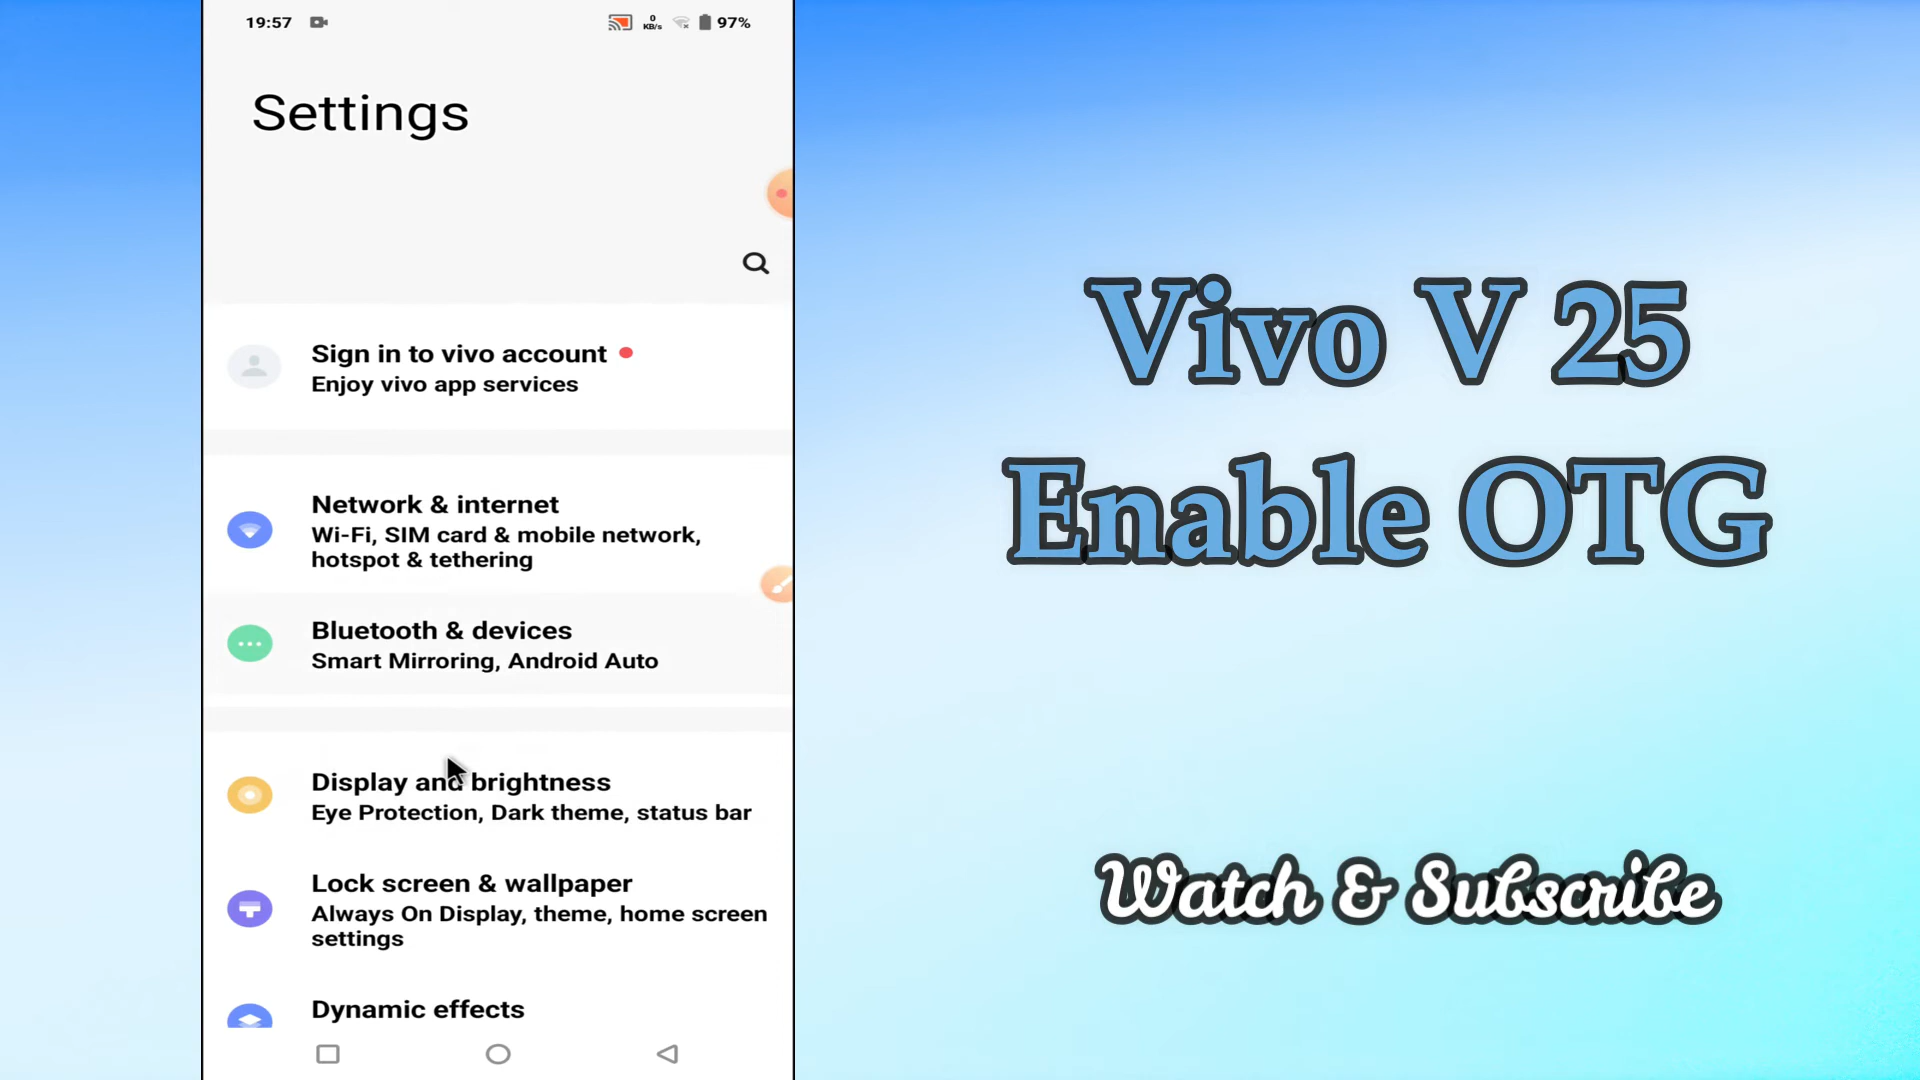 19:57
0
KB/s
97%
Settings
Sign in to vivo account
Enjoy vivo app services
Network & internet
Wi-Fi, SIM card & mobile network,
hotspot & tethering
Bluetooth & devices
Smart Mirroring, Android Auto
Display and brightness
Eye Protection, Dark theme, status bar
Lock screen & wallpaper
Always On Display, theme, home screen
settings
Dynamic effects
Vivo V 25
Enable OTG
Watch & Subscribe